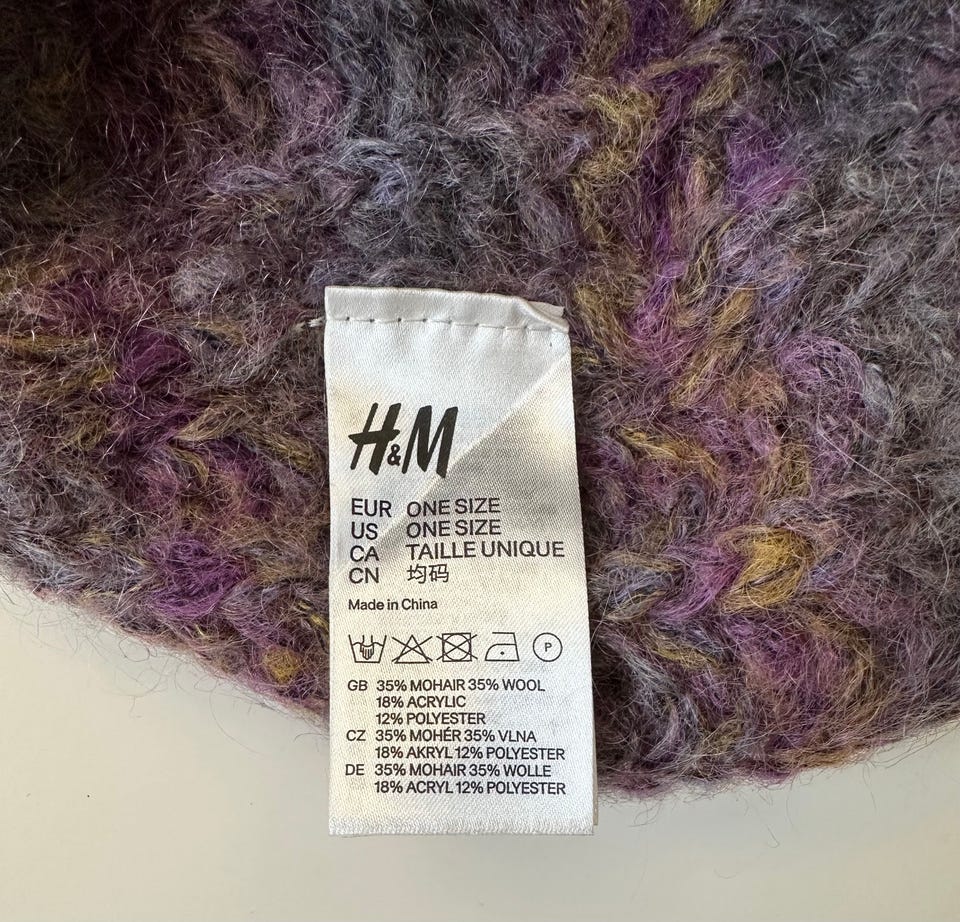 H&M
EUR ONE SIZE
US ONE SIZE
CA TAILLE UNIQUE
CN 均码
Made in China
P
GB 35% MOHAIR 35% WOOL
18% ACRYLIC
12% POLYESTER
CZ 35% MOHÉR 35% VLNA
18% AKRYL 12% POLYESTER
DE 35% MOHAIR 35% WOLLE
18% ACRYL 12% POLYESTER